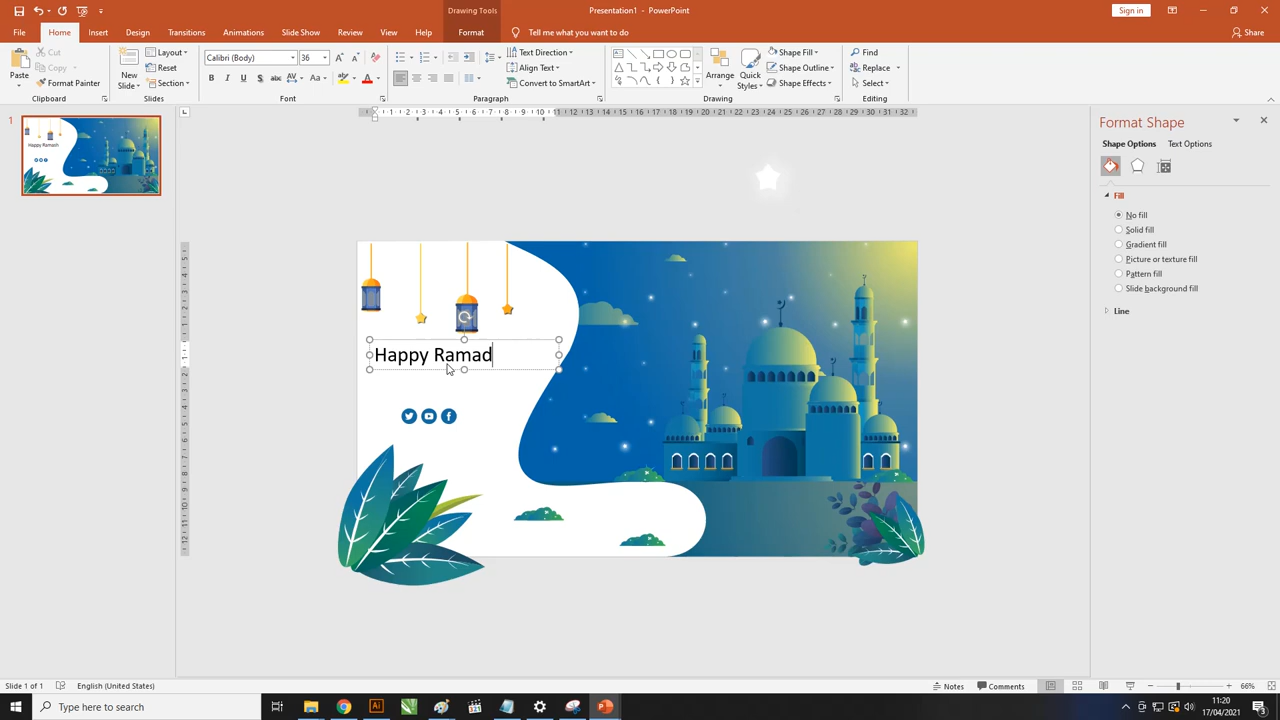 Drawing Tools
Presentation1 - PowerPoint
Sign in
File Home Insert Design Transitions Animations Slide Show Review View Help Format Tell me what you want to do Share
Paste
Cut
Copy
Format Painter
Clipboard
New Slide
Layout
Reset
Section
Slides
Calibri (Body) 36
B I U S abc AV Aa A
Font
Text Direction
Align Text
Convert to SmartArt
Paragraph
Arrange
Quick Styles
Shape Fill
Shape Outline
Shape Effects
Drawing
Find
Replace
Select
Editing
1
Happy Ramad
Format Shape
Shape Options Text Options
Fill
No fill
Solid fill
Gradient fill
Picture or texture fill
Pattern fill
Slide background fill
Line
Slide 1 of 1 English (United States) Notes Comments 66%
Type here to search
11:20
17/04/2021